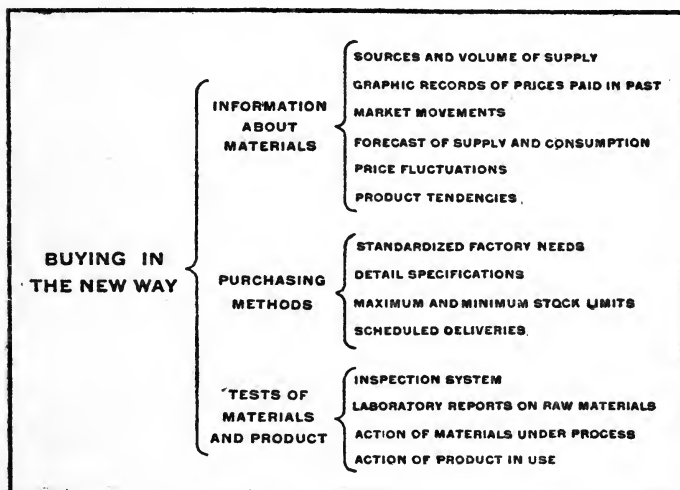 BUYING IN
THE NEW WAY
INFORMATION
ABOUT
MATERIALS
SOURCES AND VOLUME OF SUPPLY
GRAPHIC RECORDS OF PRICES PAID IN PAST
MARKET MOVEMENTS
FORECAST OF SUPPLY AND CONSUMPTION
PRICE FLUCTUATIONS
PRODUCT TENDENCIES
PURCHASING
METHODS
STANDARDIZED FACTORY NEEDS
DETAIL SPECIFICATIONS
MAXIMUM AND MINIMUM STOCK LIMITS
SCHEDULED DELIVERIES
TESTS OF
MATERIALS
AND PRODUCT
INSPECTION SYSTEM
LABORATORY REPORTS ON RAW MATERIALS
ACTION OF MATERIALS UNDER PROCESS
ACTION OF PRODUCT IN USE